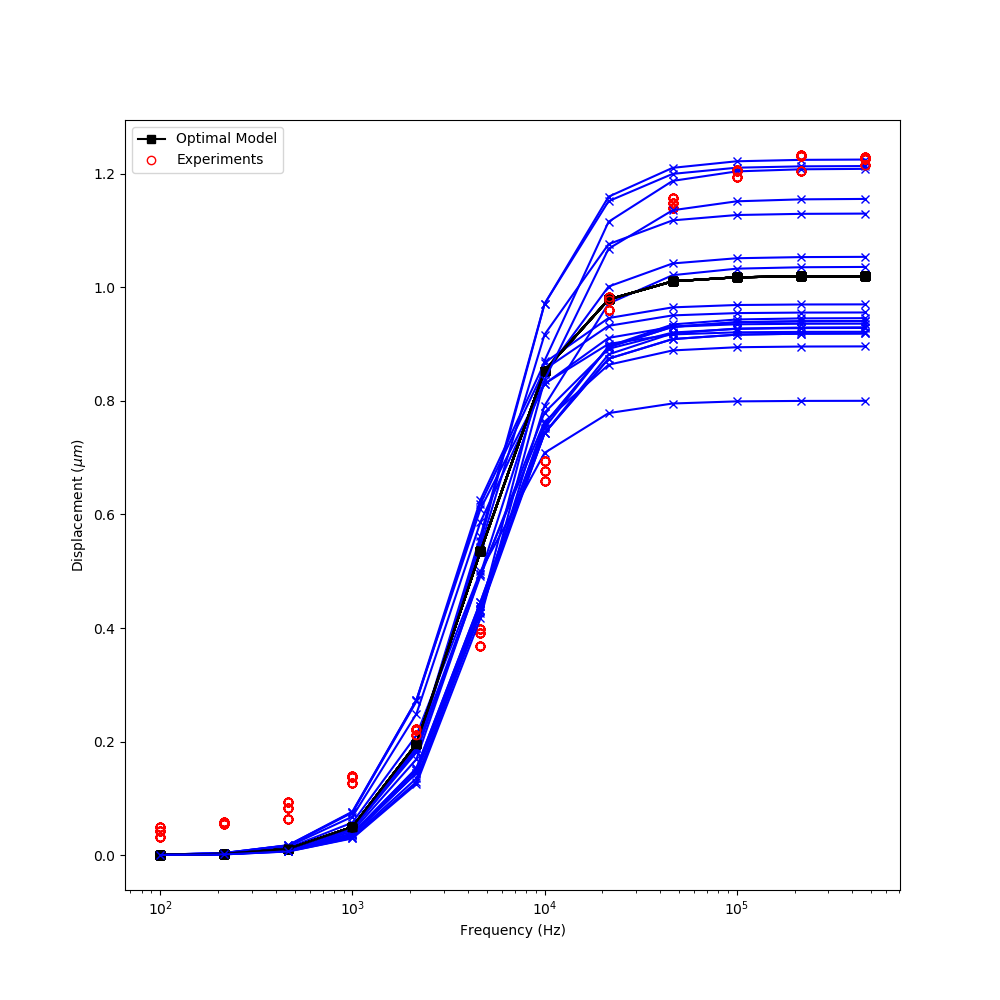 Optimal Model
Experiments
1.2
1.0
0.8
0.6
0.4
0.2
0.0
Displacement (μm)
10²
10³
10⁴
10⁵
Frequency (Hz)